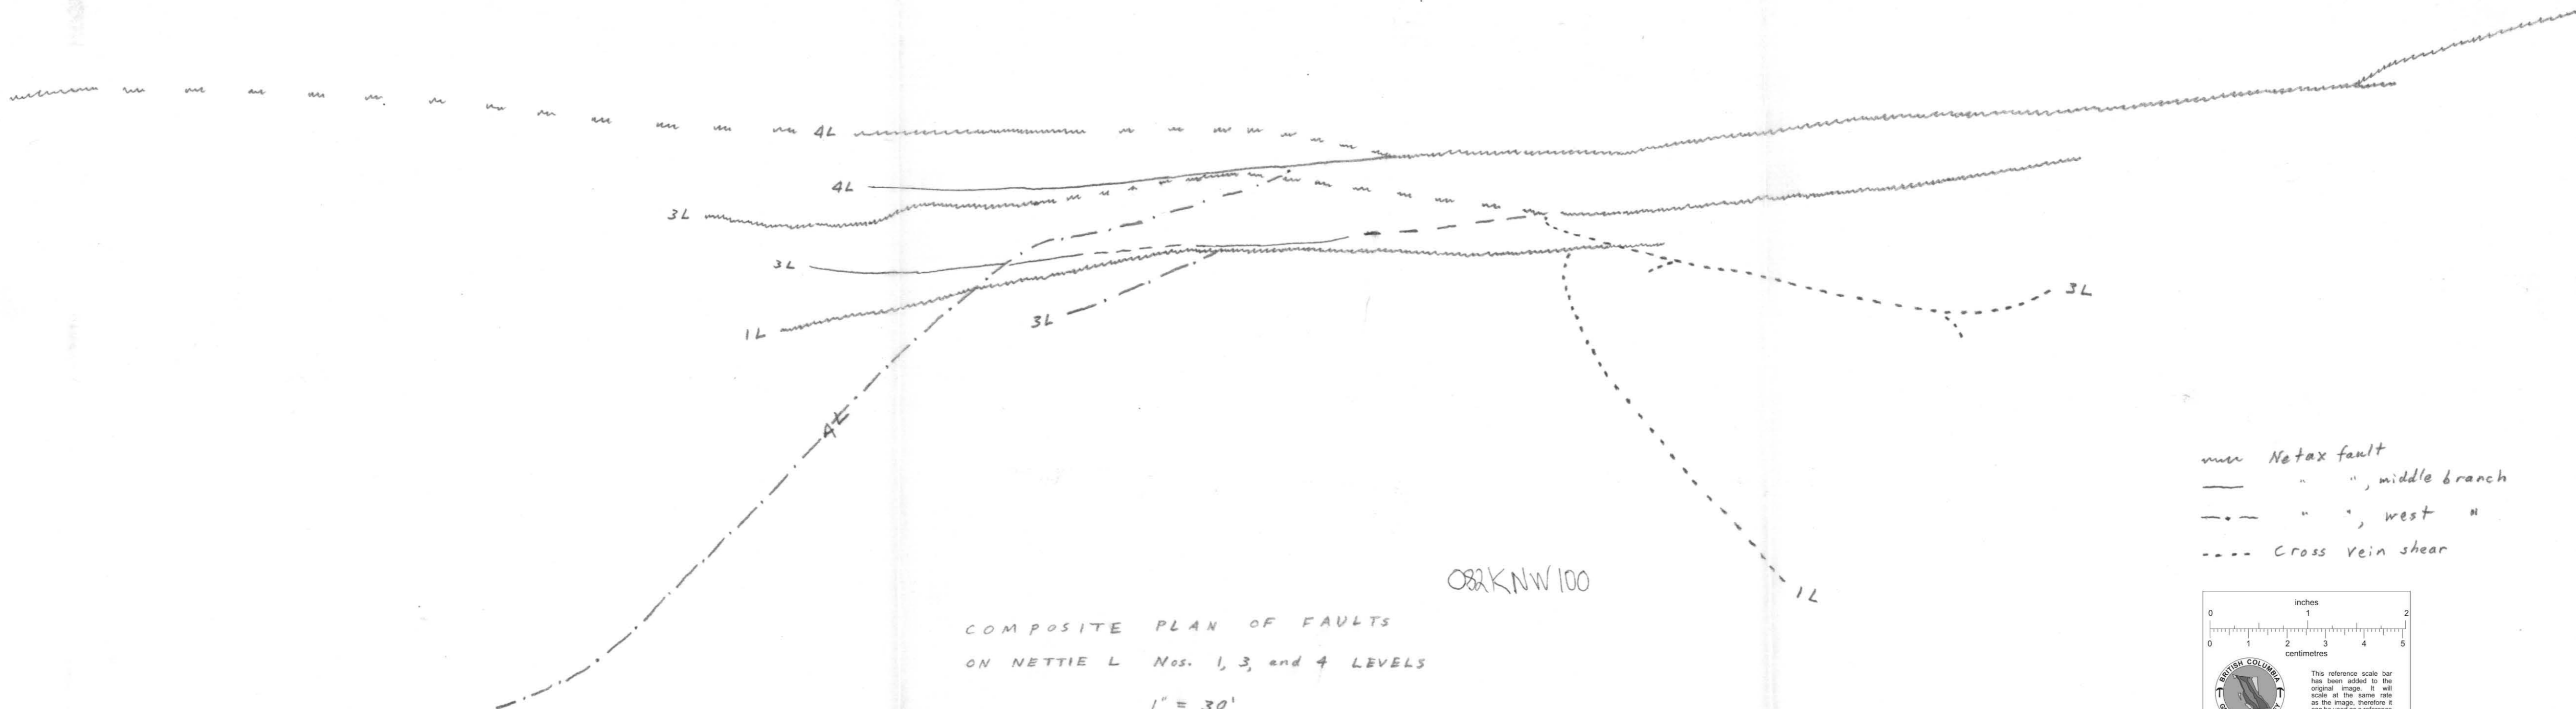 4L
4L
3L
3L
1L
3L
3L
4L
1L
Netax fault
" ", middle branch
" ", west "
Cross vein shear
082KNW100
COMPOSITE PLAN OF FAULTS
ON NETTIE L Nos. 1, 3, and 4 LEVELS
1" = 30'
inches
0 1 2
0 1 2 3 4 5
centimetres
BRITISH COLUMBIA
This reference scale bar
has been added to the
original image. It will
scale at the same rate
as the image, therefore it